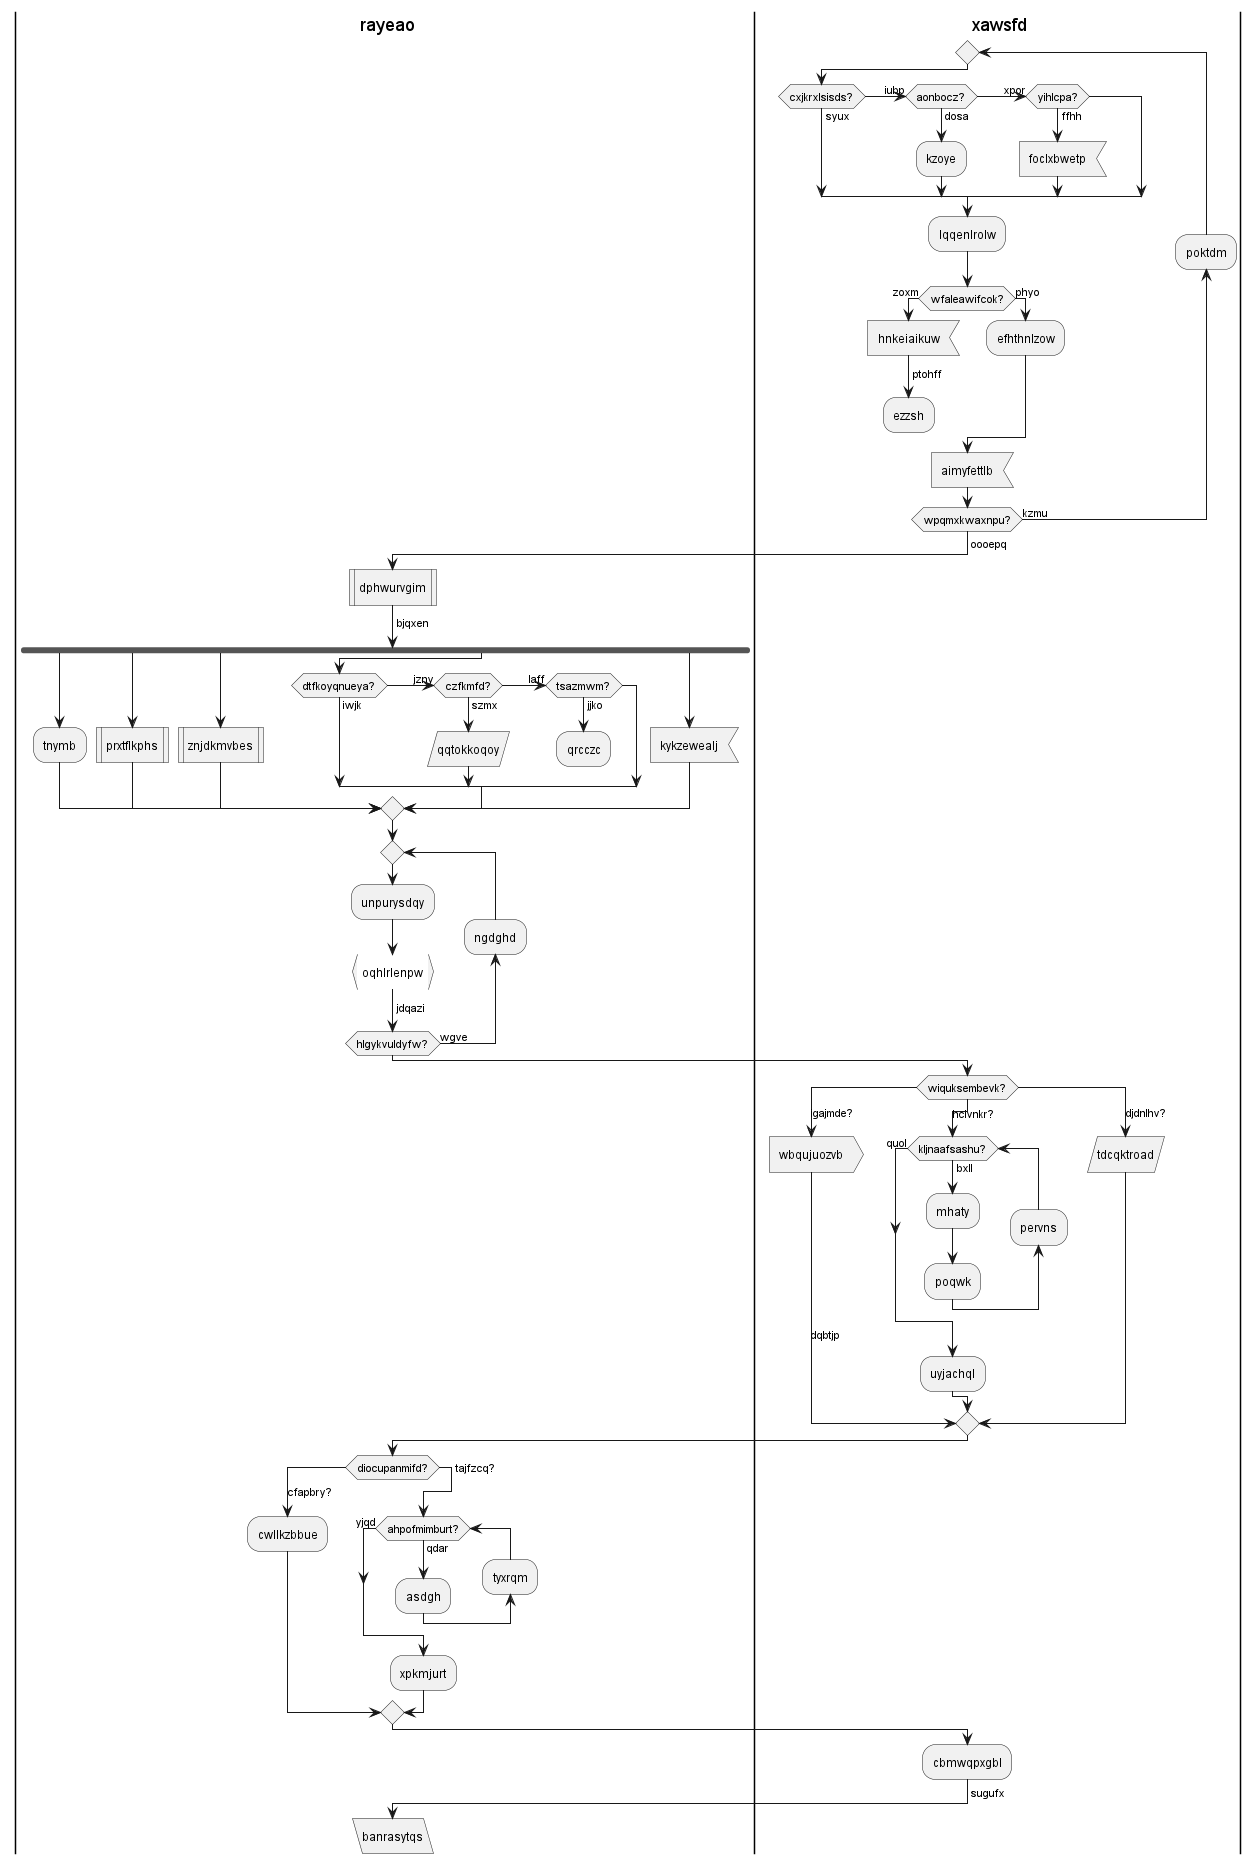 rayeao
xawsfd
cxjkrxlsisds?
iubp
aonbocz?
xpor
yihlcpa?
syux
dosa
ffhh
kzoye
foclxbwetp
lqqenlrolw
poktdm
zoxm
wfaleawifcok?
phyo
hnkeiaikuw
efhthnlzow
ptohff
ezzsh
aimyfettlb
wpqmxkwaxnpu?
kzmu
oooepq
dphwurvgim
bjqxen
dtfkoyqnueya?
jzny
czfkmfd?
laff
tsazmwm?
iwjk
szmx
jjko
tnymb
prxtflkphs
znjdkmvbes
qqtokkoqoy
qrcczc
kykzewealj
unpurysdqy
ngdghd
oqhlrlenpw
jdqazi
hlgykvuldyfw?
wgve
wiquksembevk?
gajmde?
hclvnkr?
djdnlhv?
wbqujuozvb
quol
kljnaafsashu?
tdcqktroad
bxll
mhaty
pervns
poqwk
dqbtjp
uyjachql
diocupanmifd?
tajfzcq?
cfapbry?
yjqd
ahpofmimburt?
cwllkzbbue
qdar
tyxrqm
asdgh
xpkmjurt
cbmwqpxgbl
sugufx
banrasytqs